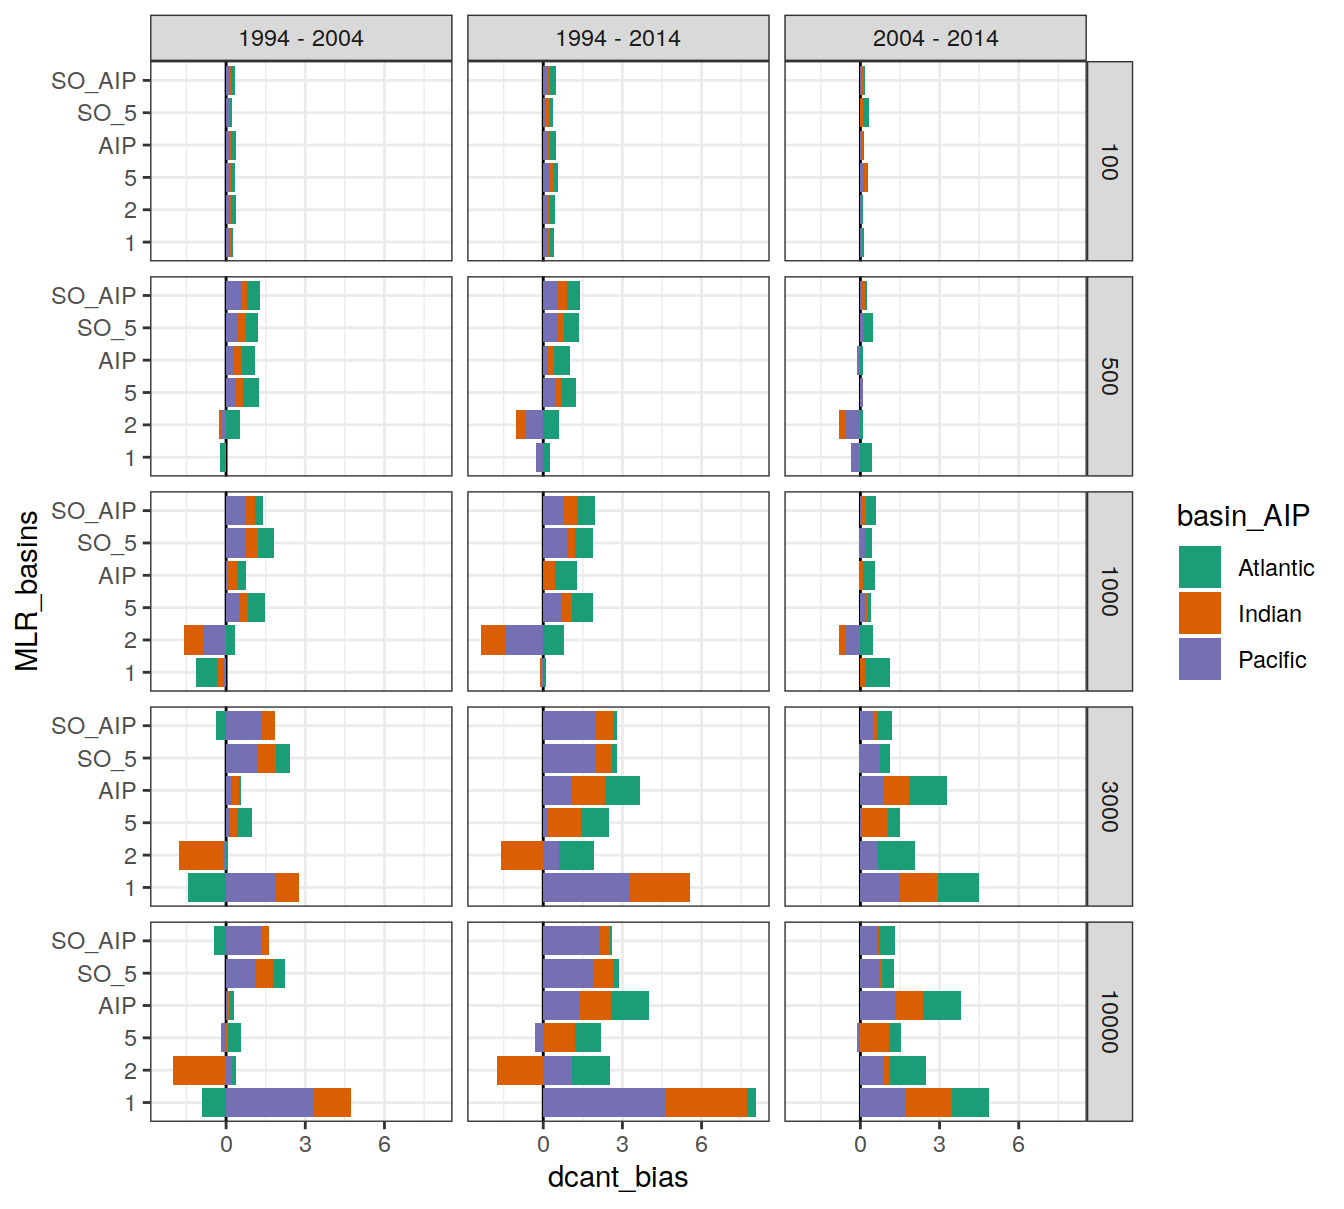 1994 - 2004
1994 - 2014
2004 - 2014
SO_AIP
SO_5
AIP
5
2
1
100
SO_AIP
SO_5
AIP
5
2
1
500
SO_AIP
SO_5
AIP
5
2
1
1000
SO_AIP
SO_5
AIP
5
2
1
3000
SO_AIP
SO_5
AIP
5
2
1
10000
0 3 6
0 3 6
0 3 6
dcant_bias
MLR_basins
basin_AIP
Atlantic
Indian
Pacific